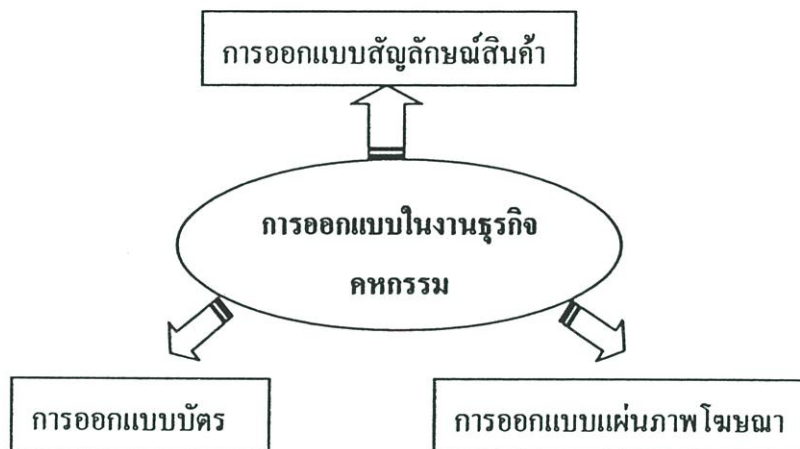 การออกแบบสัญลักษณ์สินค้า
การออกแบบในงานธุรกิจ
คหกรรม
การออกแบบบัตร
การออกแบบแผ่นภาพโฆษณา